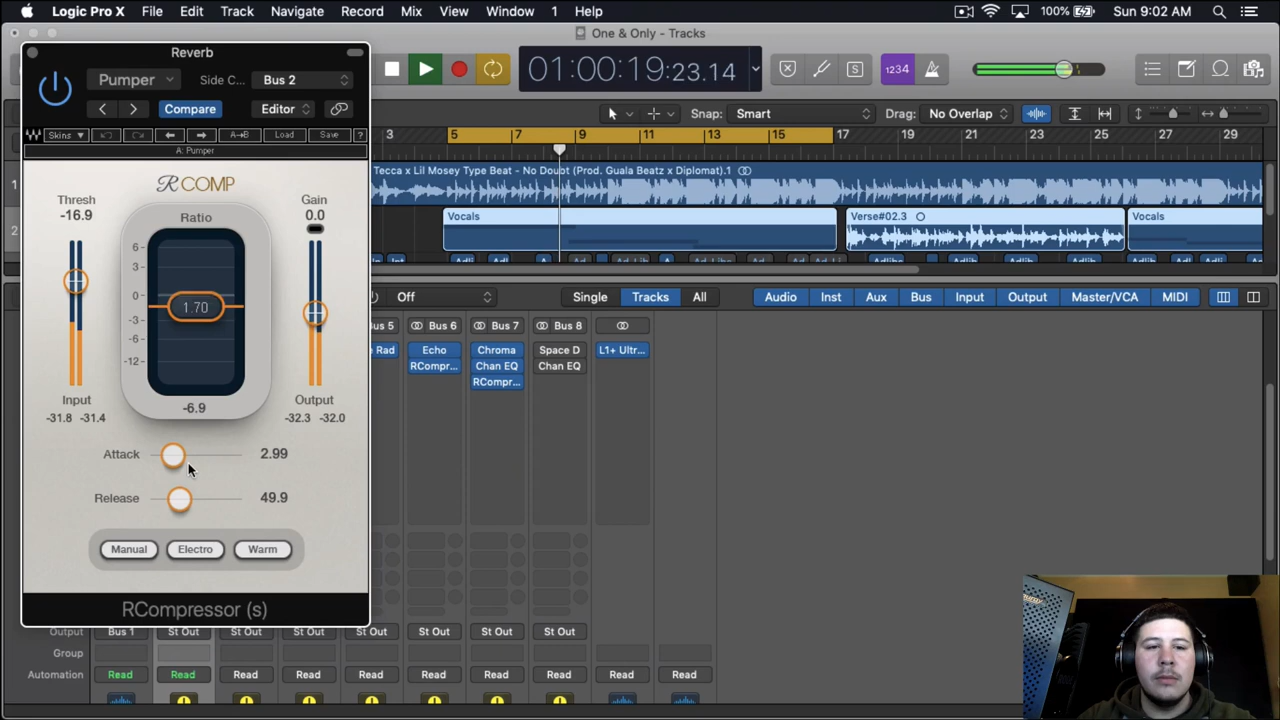 Logic Pro X File Edit Track Navigate Record Mix View Window 1 Help 100% Sun 9:02 AM
One & Only - Tracks
Reverb
Pumper Side C... Bus 2
Compare Editor
01:00:19:23.14
1234
S
Snap: Smart Drag: No Overlap
Skins A→B Load Save ?
A: Pumper
3 5 7 9 11 13 15 17 19 21 23 25 27 29
1 Tecca x Lil Mosey Type Beat - No Doubt (Prod. Guala Beatz x Diplomat).1
2 Vocals Verse#02.3 Vocals
R COMP
Thresh
-16.9
Ratio
Gain
0.0
6
3
0
-3
-6
-12
1.70
-6.9
Input
-31.8 -31.4
Output
-32.3 -32.0
Attack 2.99
Release 49.9
Manual Electro Warm
RCompressor (s)
Off Single Tracks All Audio Inst Aux Bus Input Output Master/VCA MIDI
Bus 5 Bus 6 Bus 7 Bus 8
Rad Echo Chroma Space D L1+ Ultr...
RCompr... Chan EQ Chan EQ
RCompr...
Output Bus 1 St Out St Out St Out St Out St Out St Out St Out
Group
Automation Read Read Read Read Read Read Read Read Read Read